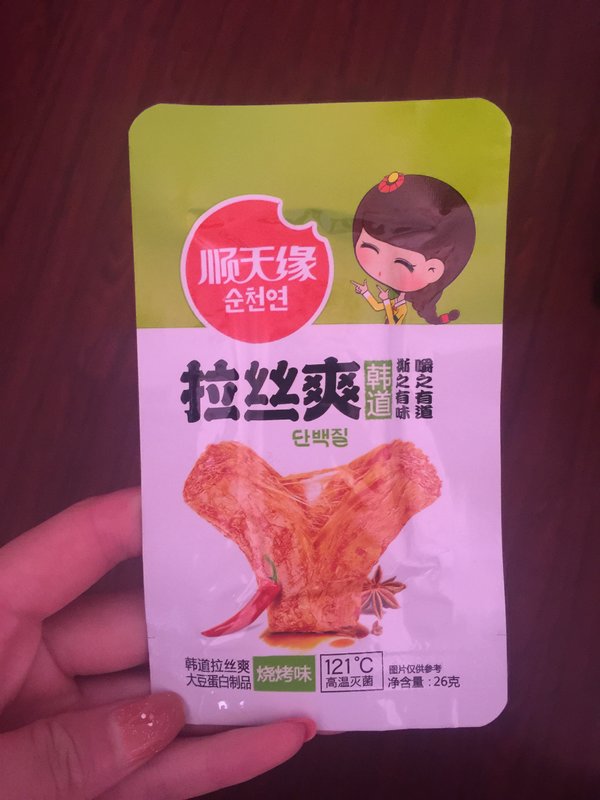 顺天缘
순천연
拉丝爽
韩道
嚼之有道
撕之有味
단백질
韩道拉丝爽
大豆蛋白制品
烧烤味
121℃
高温灭菌
图片仅供参考
净含量:26克